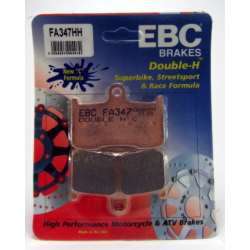 FA347HH
EBC
BRAKES
Double-H
Superbike, Streetsport
& Race Formula
New "C"
Formula
EBC FA347
DOUBLE H C
High Performance Motorcycle & ATV Brakes